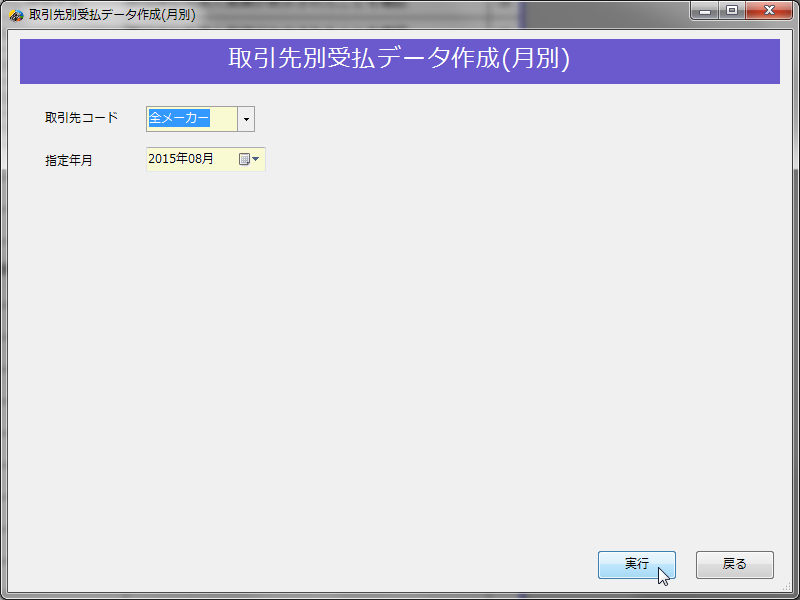 取引先別受払データ作成(月別)
取引先別受払データ作成(月別)
取引先コード
全メーカー
指定年月
2015年08月
実行
戻る